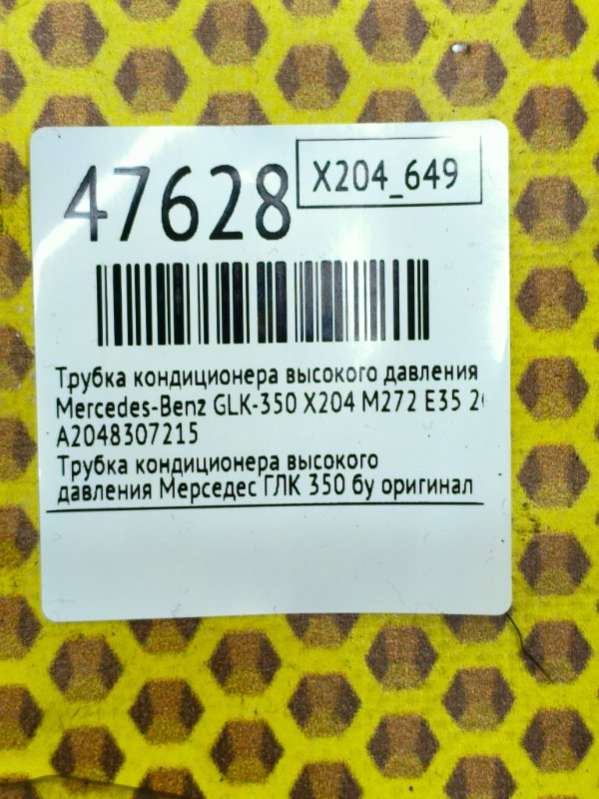 47628
X204_649
Трубка кондиционера высокого давления
Mercedes-Benz GLK-350 X204 M272 E35
A2048307215
Трубка кондиционера высокого
давления Мерседес ГЛК 350 бу оригинал